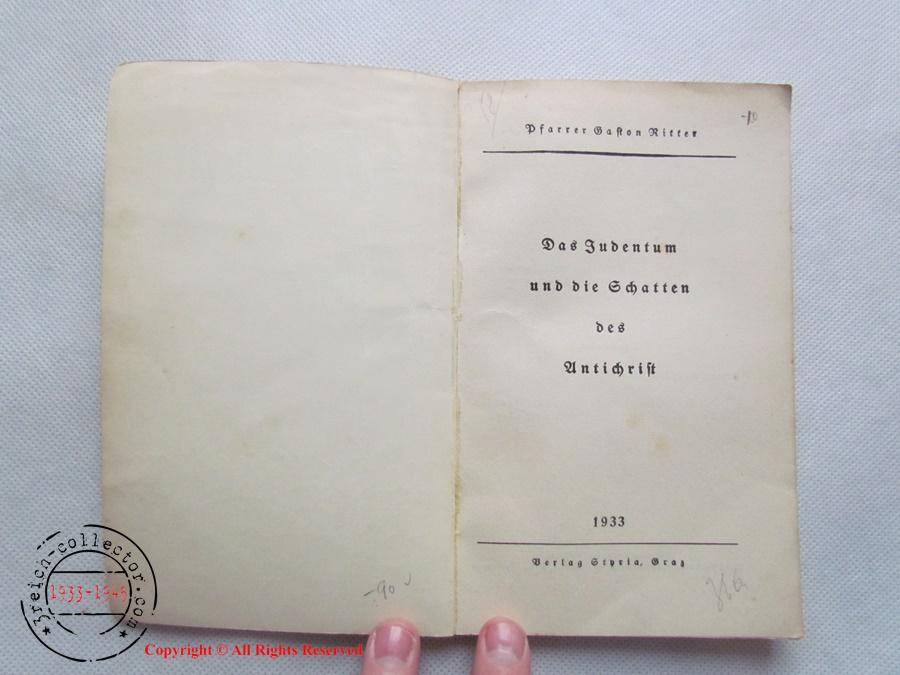 -10
Pfarrer Gaston Ritter
Das Judentum
und die Schatten
des
Antichrist
1933
Verlag Styria, Graz
-90
3reich-collector.com
1933-1945
Copyright © All Rights Reserved